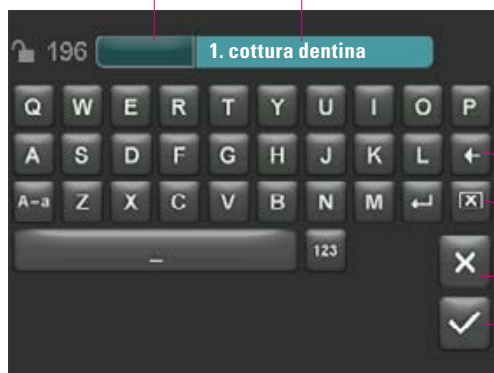 196 1. cottura dentina
Q W E R T Y U I O P
A S D F G H J K L
A-a Z X C V B N M
_ 123